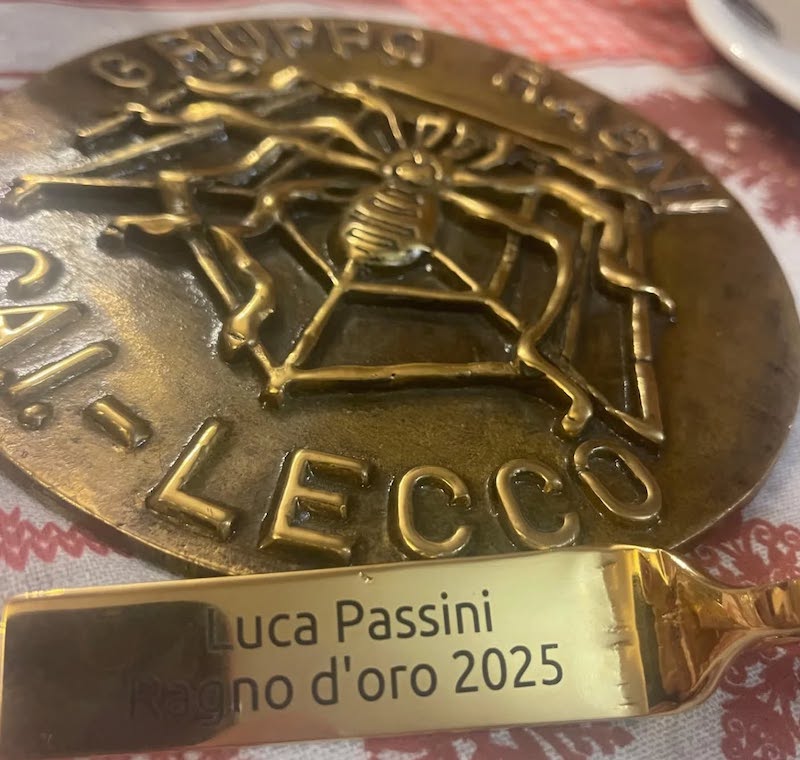 GRUPPO RAGNI
C.A.I. - LECCO
Luca Passini
Ragno d'oro 2025